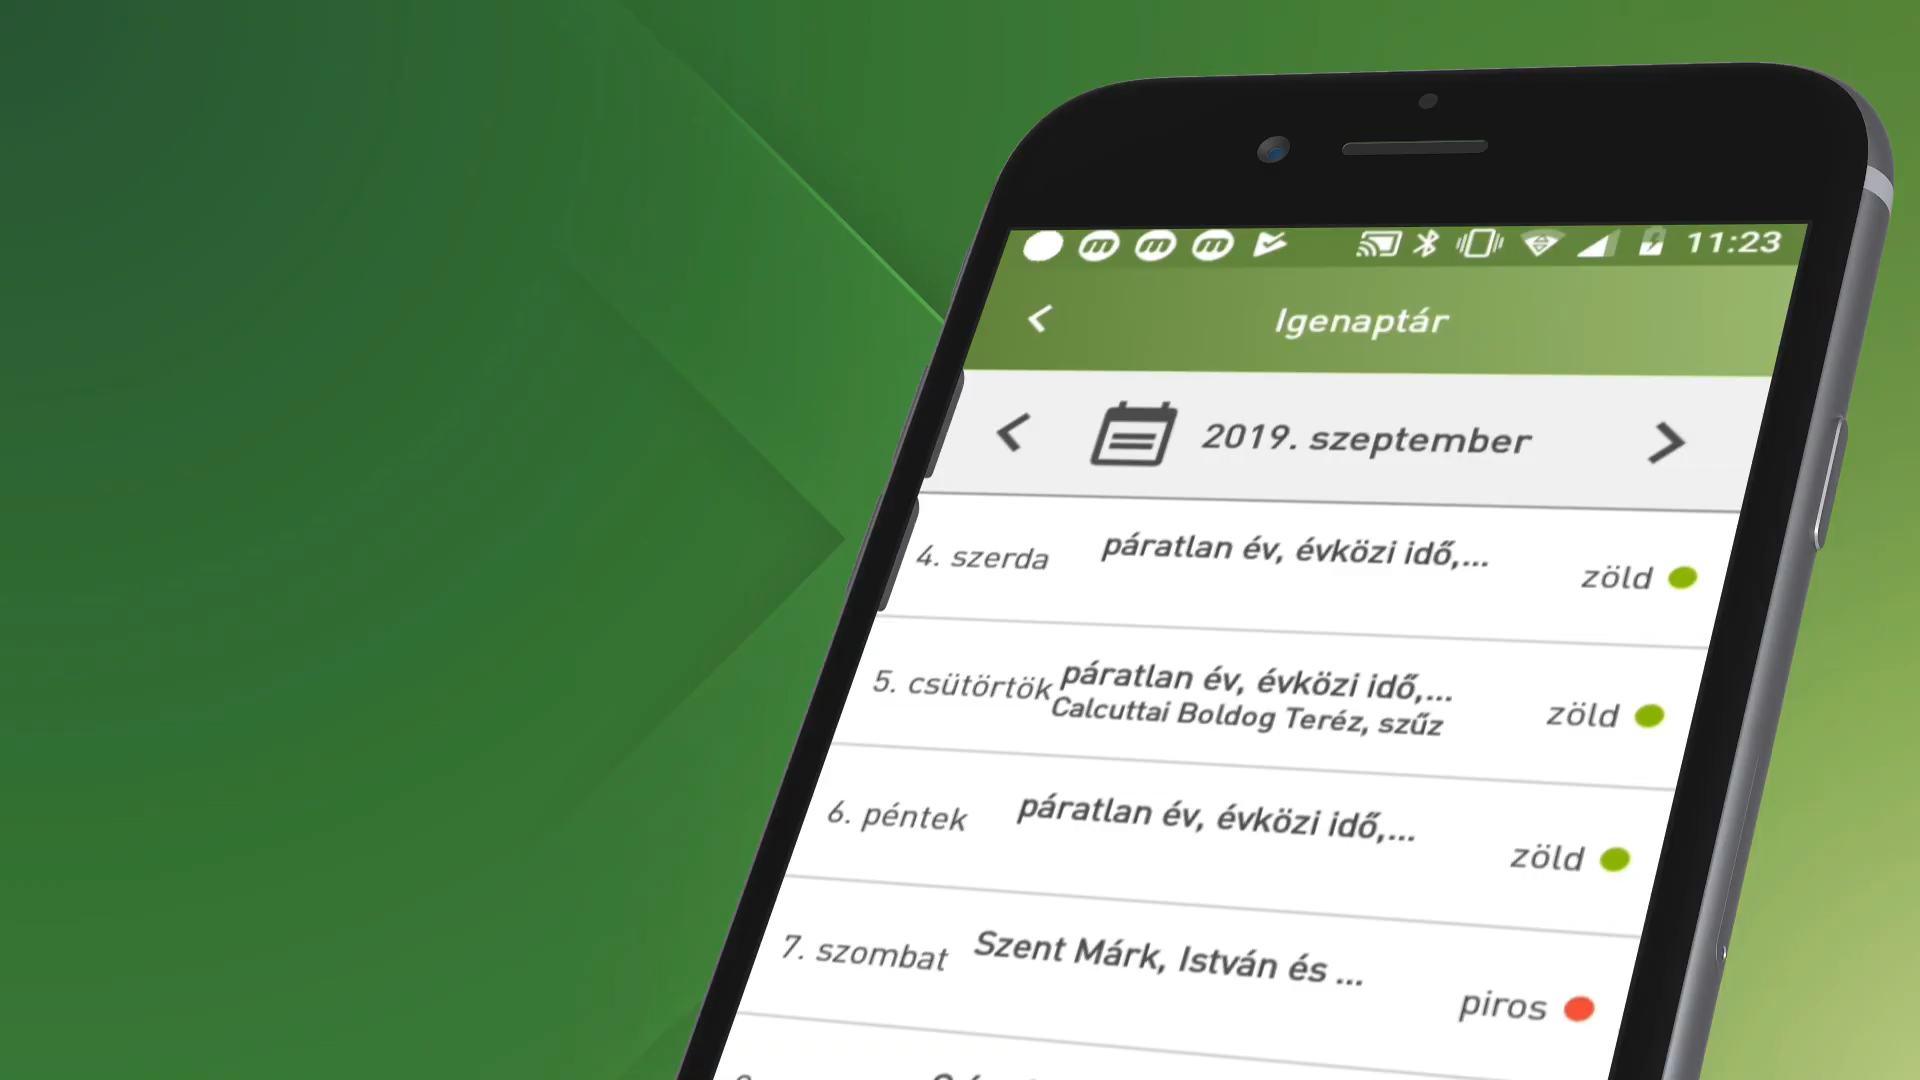 11:23
Igenaptár
2019. szeptember
4. szerda
páratlan év, évközi idő,...
zöld
5. csütörtök
páratlan év, évközi idő,...
Calcuttai Boldog Teréz, szűz
zöld
6. péntek
páratlan év, évközi idő,...
zöld
7. szombat
Szent Márk, István és ...
piros